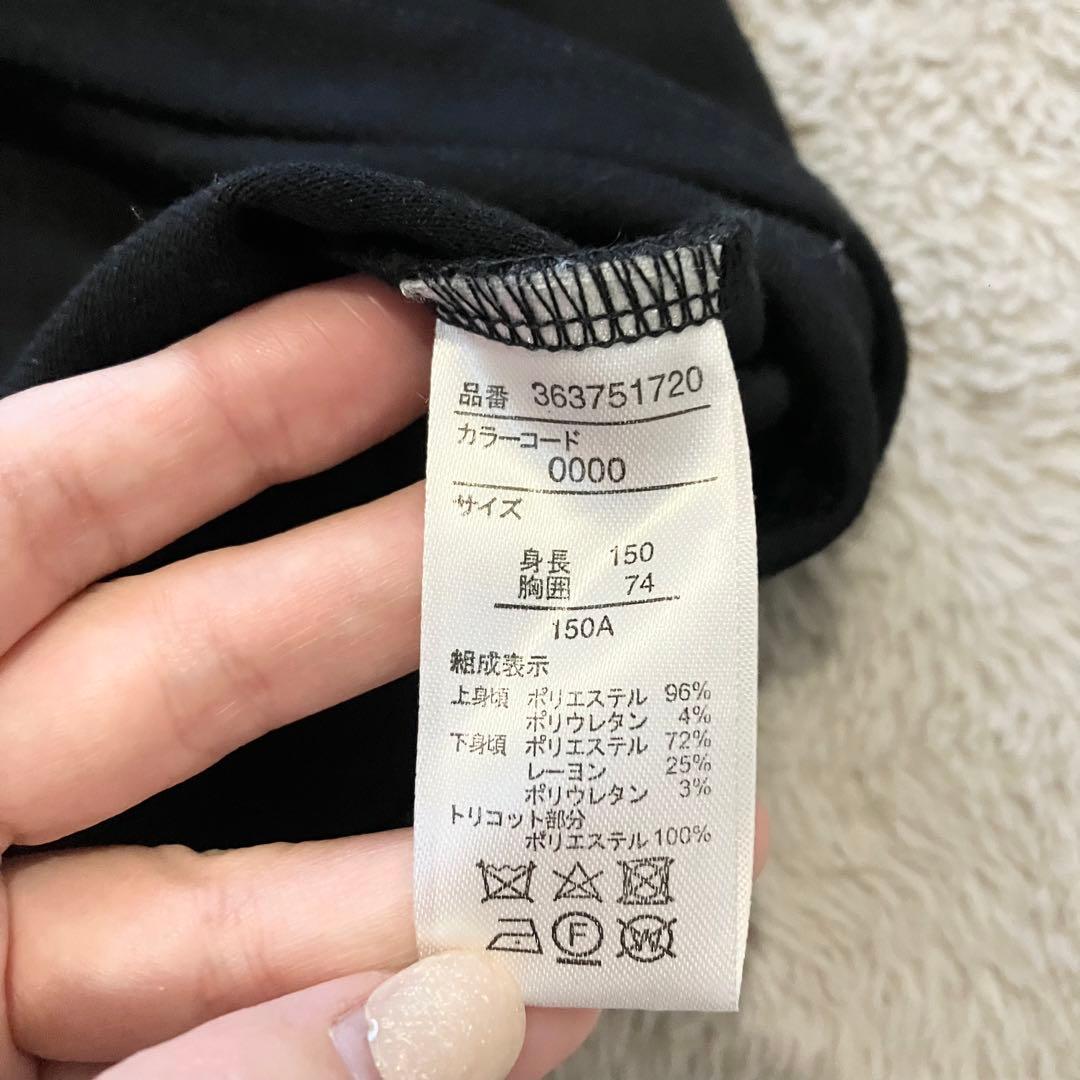 品番 363751720
カラーコード
0000
サイズ
身長 150
胸囲 74
150A
組成表示
上身頃 ポリエステル 96%
ポリウレタン 4%
下身頃 ポリエステル 72%
レーヨン 25%
ポリウレタン 3%
トリコット部分
ポリエステル 100%
F
W